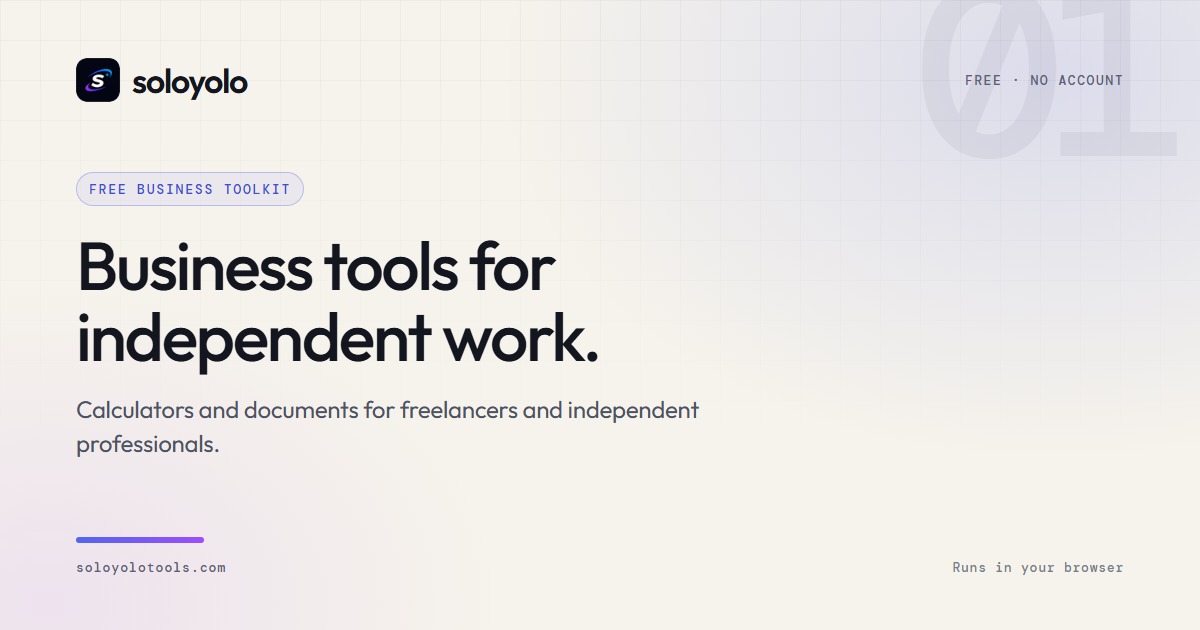 01
S soloyolo
FREE · NO ACCOUNT
FREE BUSINESS TOOLKIT
Business tools for
independent work.
Calculators and documents for freelancers and independent
professionals.
soloyolotools.com
Runs in your browser